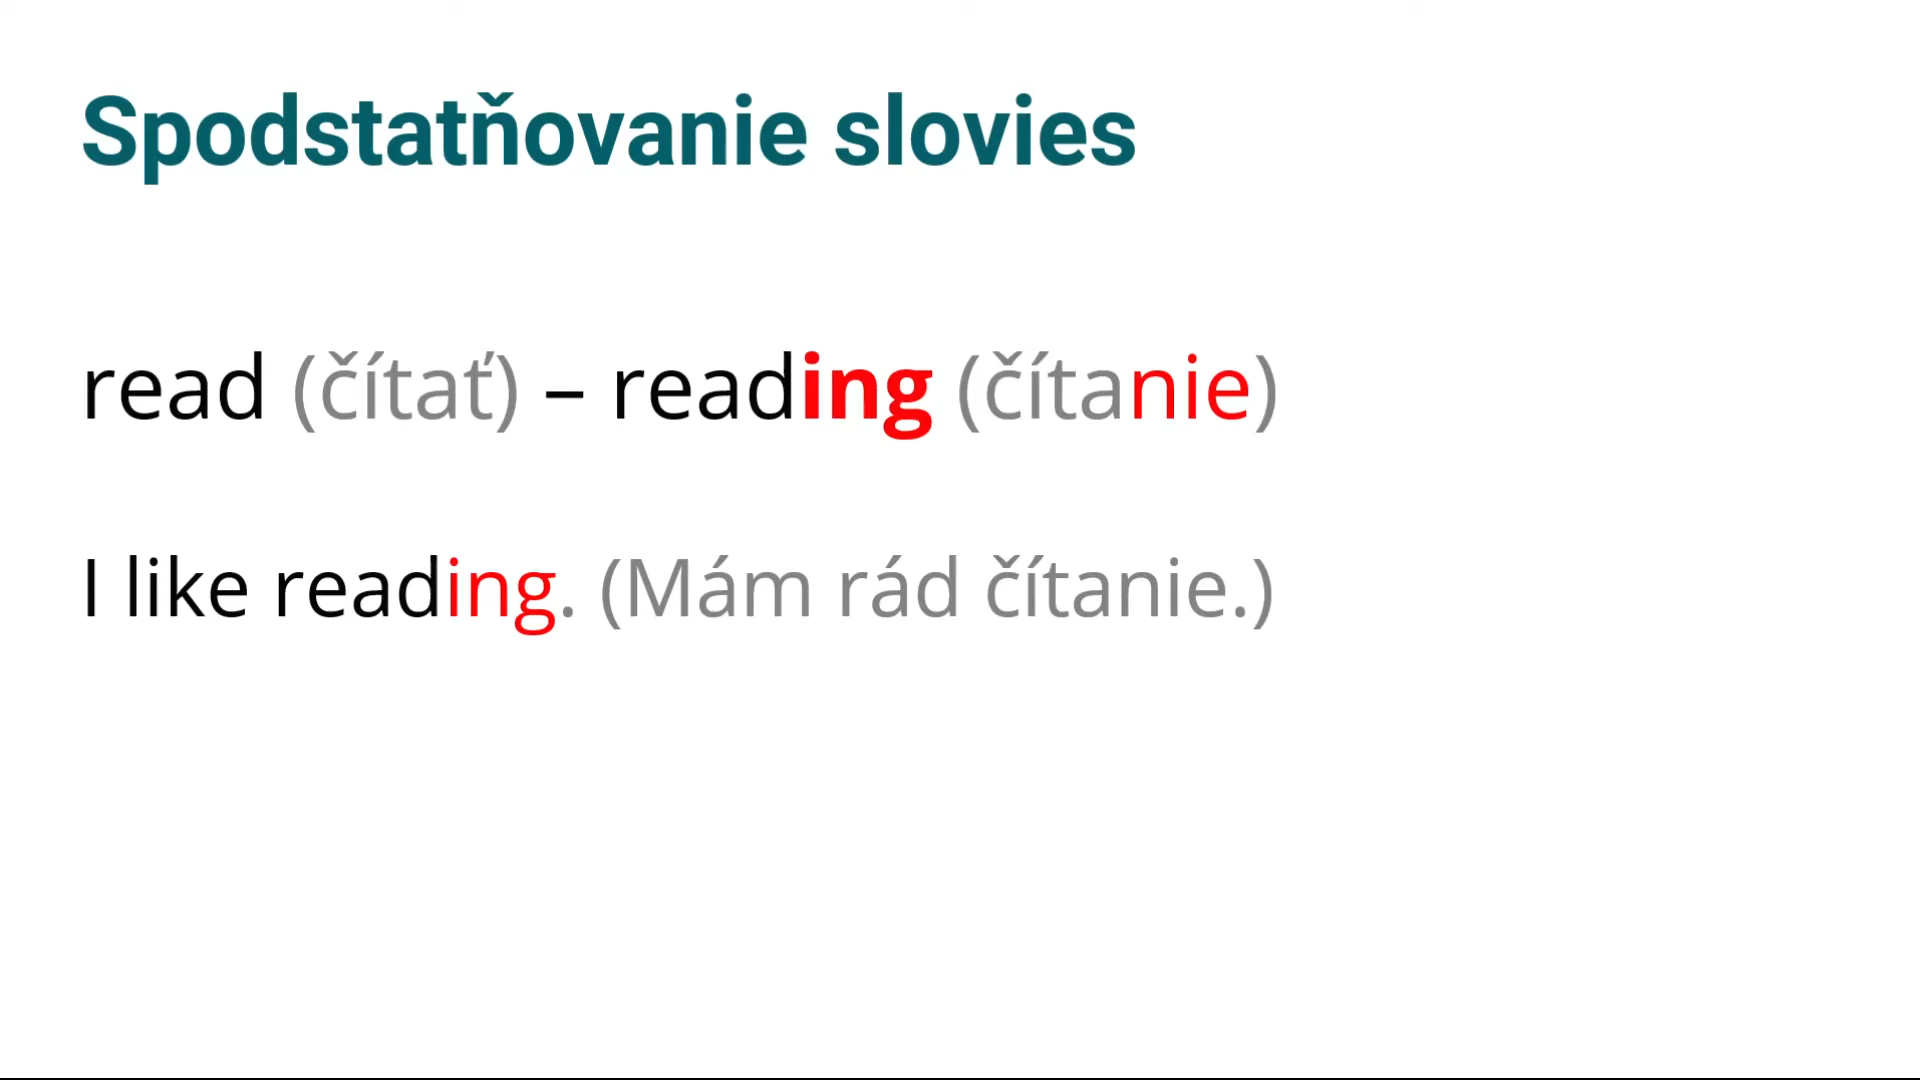 Spodstatňovanie slovies
read (čítať) – reading (čítanie)
I like reading. (Mám rád čítanie.)